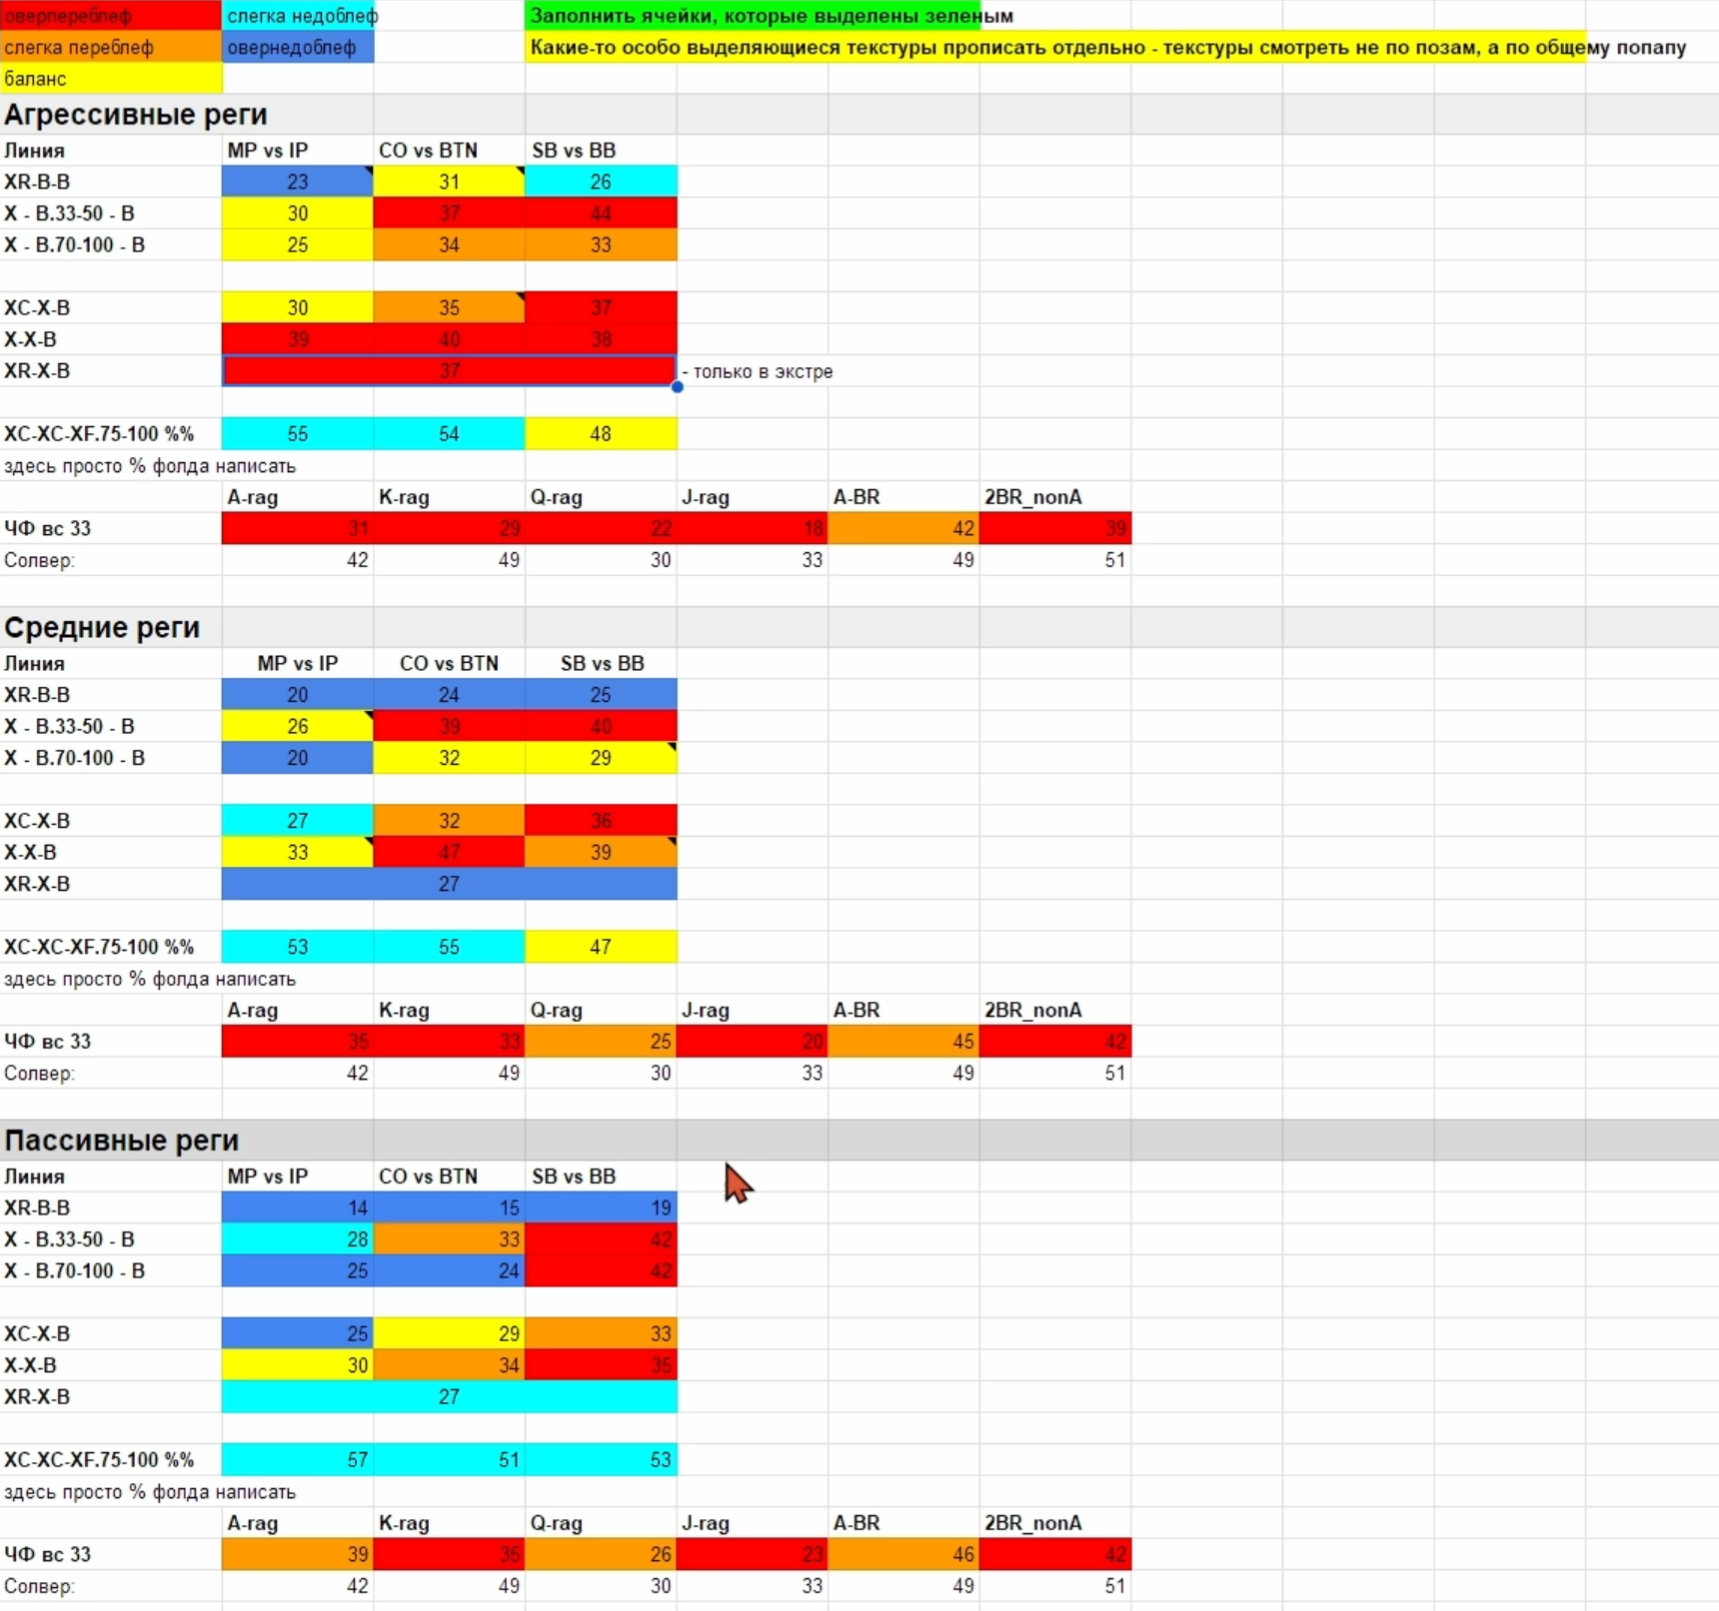 оверпереблеф слегка недоблеф Заполнить ячейки, которые выделены зеленым
слегка переблеф овернедоблеф Какие-то особо выделяющиеся текстуры прописать отдельно - текстуры смотреть не по позам, а по общему попапу
баланс
Агрессивные реги
Линия MP vs IP CO vs BTN SB vs BB
XR-B-B 23 31 26
X - B.33-50 - B 30 37 44
X - B.70-100 - B 25 34 33
XC-X-B 30 35 37
X-X-B 39 40 38
XR-X-B 37 - только в экстре
XC-XC-XF.75-100 %% 55 54 48
здесь просто % фолда написать
A-rag K-rag Q-rag J-rag A-BR 2BR_nonA
ЧФ вс 33 31 29 22 18 42 39
Солвер: 42 49 30 33 49 51
Средние реги
Линия MP vs IP CO vs BTN SB vs BB
XR-B-B 20 24 25
X - B.33-50 - B 26 39 40
X - B.70-100 - B 20 32 29
XC-X-B 27 32 36
X-X-B 33 47 39
XR-X-B 27
XC-XC-XF.75-100 %% 53 55 47
здесь просто % фолда написать
A-rag K-rag Q-rag J-rag A-BR 2BR_nonA
ЧФ вс 33 35 33 25 20 45 42
Солвер: 42 49 30 33 49 51
Пассивные реги
Линия MP vs IP CO vs BTN SB vs BB
XR-B-B 14 15 19
X - B.33-50 - B 28 33 42
X - B.70-100 - B 25 24 42
XC-X-B 25 29 33
X-X-B 30 34 35
XR-X-B 27
XC-XC-XF.75-100 %% 57 51 53
здесь просто % фолда написать
A-rag K-rag Q-rag J-rag A-BR 2BR_nonA
ЧФ вс 33 39 35 26 23 46 42
Солвер: 42 49 30 33 49 51